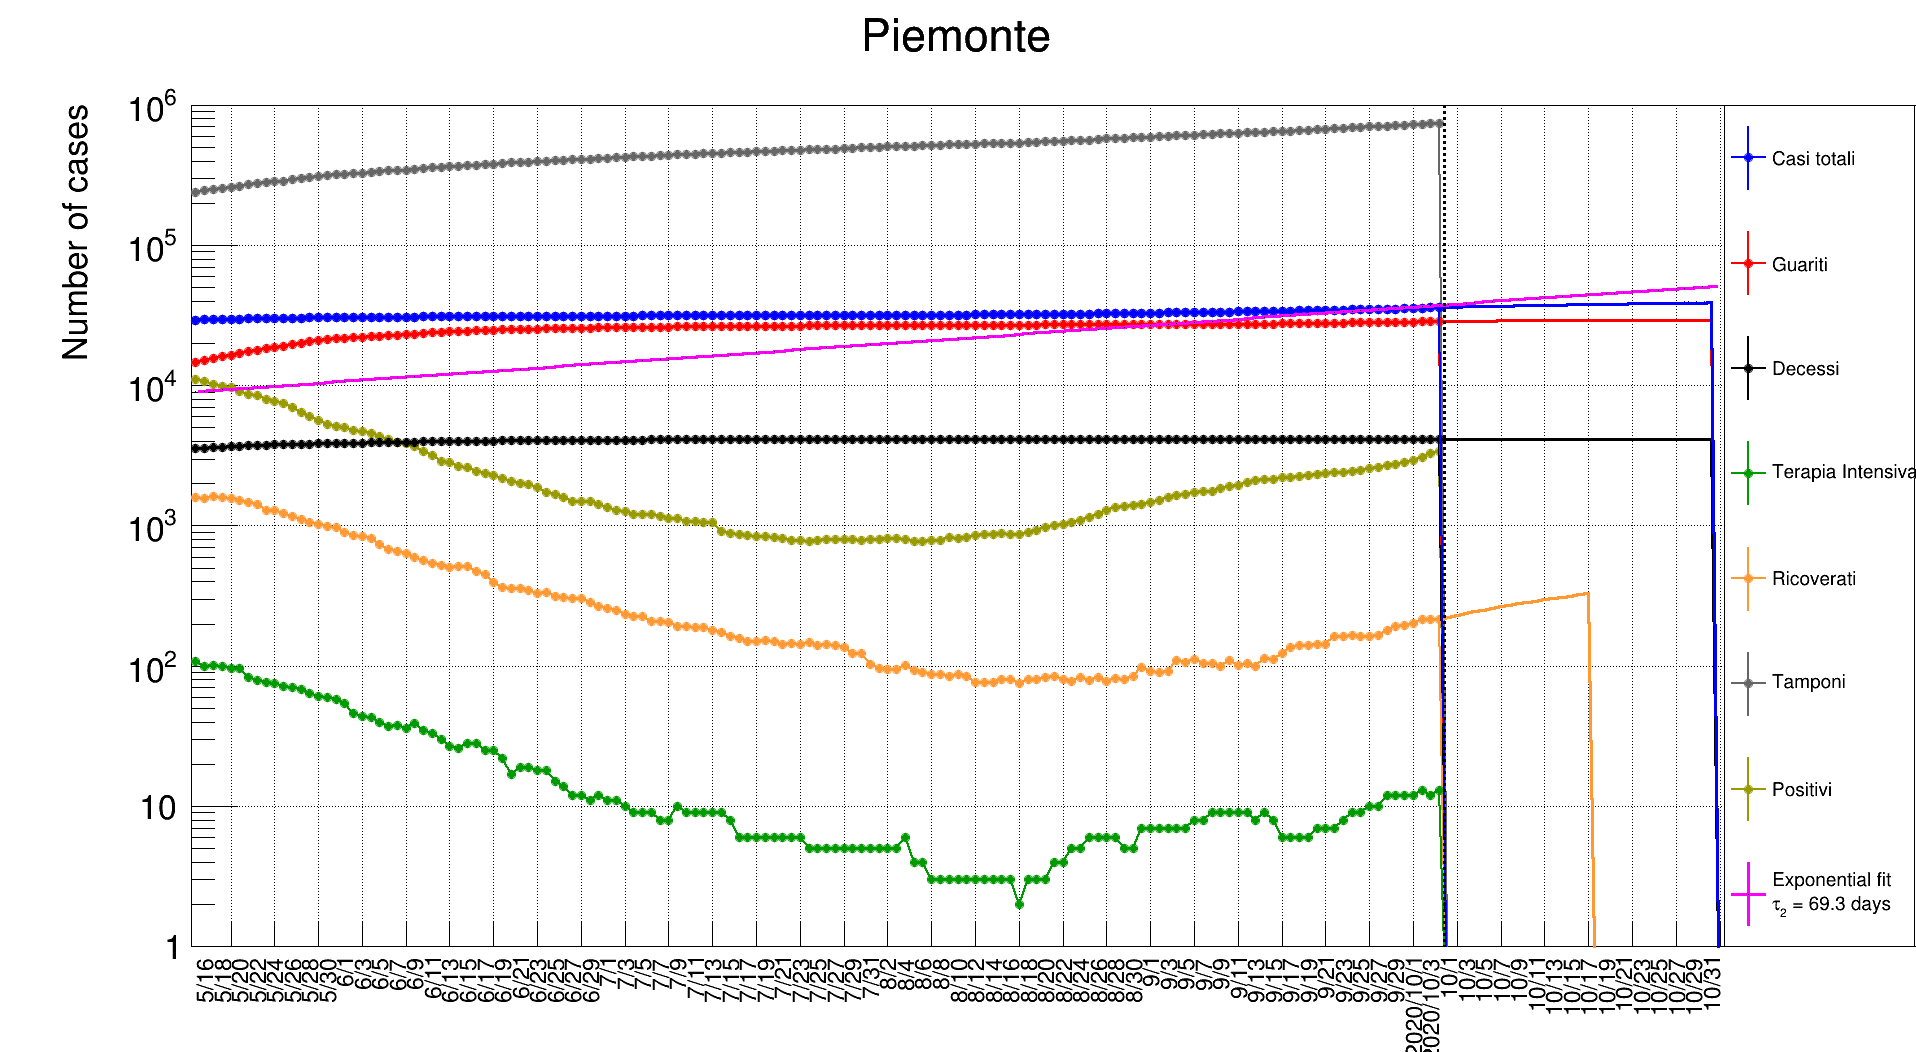 Piemonte
Number of cases
10^6
10^5
10^4
10^3
10^2
10
1
5/16 5/18 5/20 5/22 5/24 5/26 5/28 5/30 6/1 6/3 6/5 6/7 6/9 6/11 6/13 6/15 6/17 6/19 6/21 6/23 6/25 6/27 6/29 7/1 7/3 7/5 7/7 7/9 7/11 7/13 7/15 7/17 7/19 7/21 7/23 7/25 7/27 7/29 7/31 8/2 8/4 8/6 8/8 8/10 8/12 8/14 8/16 8/18 8/20 8/22 8/24 8/26 8/28 8/30 9/1 9/3 9/5 9/7 9/9 9/11 9/13 9/15 9/17 9/19 9/21 9/23 9/25 9/27 9/29 2020/10/1 2020/10/3 10/1 10/3 10/5 10/7 10/9 10/11 10/13 10/15 10/17 10/19 10/21 10/23 10/25 10/27 10/29 10/31
Casi totali
Guariti
Decessi
Terapia Intensiva
Ricoverati
Tamponi
Positivi
Exponential fit
τ₂ = 69.3 days